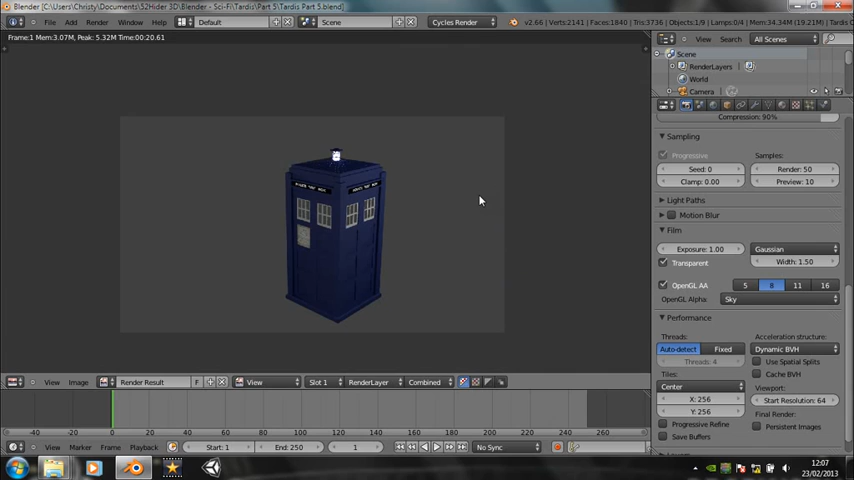 Blender [C:\Users\Christy\Documents\52Hider 3D\Blender - Sci-Fi\Tardis\Part 5\Tardis Part 5.blend]
File Add Render Window Help Default Scene Cycles Render v2.66 | Verts:2141 | Faces:1840 | Tris:3736 | Objects:1/9 | Lamps:0/4 | Mem:34.34M (19.21M) | Tardis Part 5
Frame:1 Mem:3.07M, Peak: 5.32M Time:00:20.61
View Search All Scenes
Scene
RenderLayers
World
Camera
Compression: 90%
Sampling
Progressive Samples:
Seed: 0 Render: 50
Clamp: 0.00 Preview: 10
Light Paths
Motion Blur
Film
Exposure: 1.00 Gaussian
Transparent Width: 1.50
OpenGL AA 5 8 11 16
OpenGL Alpha: Sky
Performance
Threads: Acceleration structure:
Auto-detect Fixed Dynamic BVH
Threads: 4 Use Spatial Splits
Tiles: Cache BVH
Center Viewport:
X: 256 Start Resolution: 64
Y: 256 Final Render:
Progressive Refine Persistent Images
Save Buffers
View Image Render Result F View Slot 1 RenderLayer Combined
-40 -20 0 20 40 60 80 100 120 140 160 180 200 220 240 260
View Marker Frame Playback Start: 1 End: 250 1 No Sync
12:07
23/02/2013